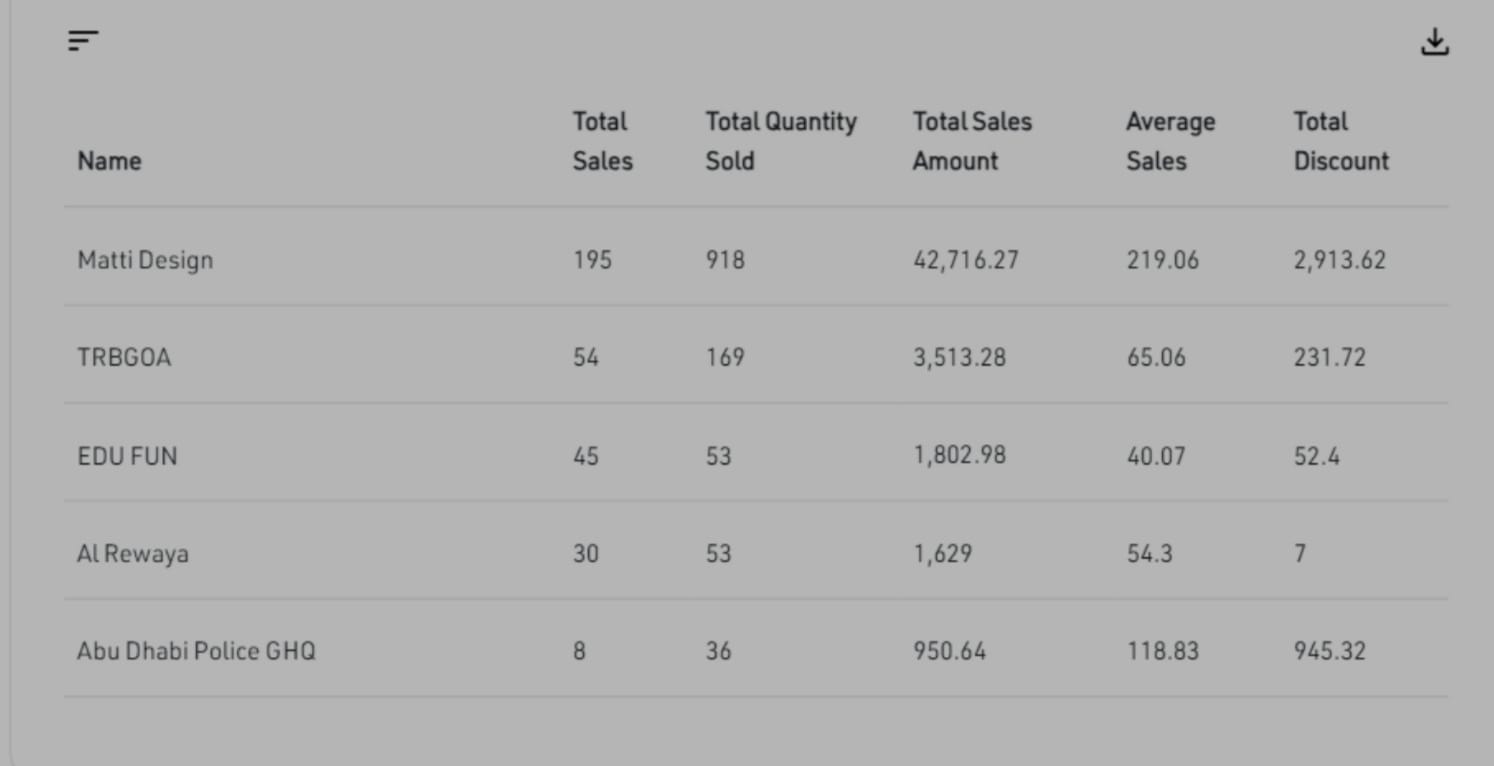 Name Total Sales Total Quantity Sold Total Sales Amount Average Sales Total Discount
Matti Design 195 918 42,716.27 219.06 2,913.62
TRBGOA 54 169 3,513.28 65.06 231.72
EDU FUN 45 53 1,802.98 40.07 52.4
Al Rewaya 30 53 1,629 54.3 7
Abu Dhabi Police GHQ 8 36 950.64 118.83 945.32